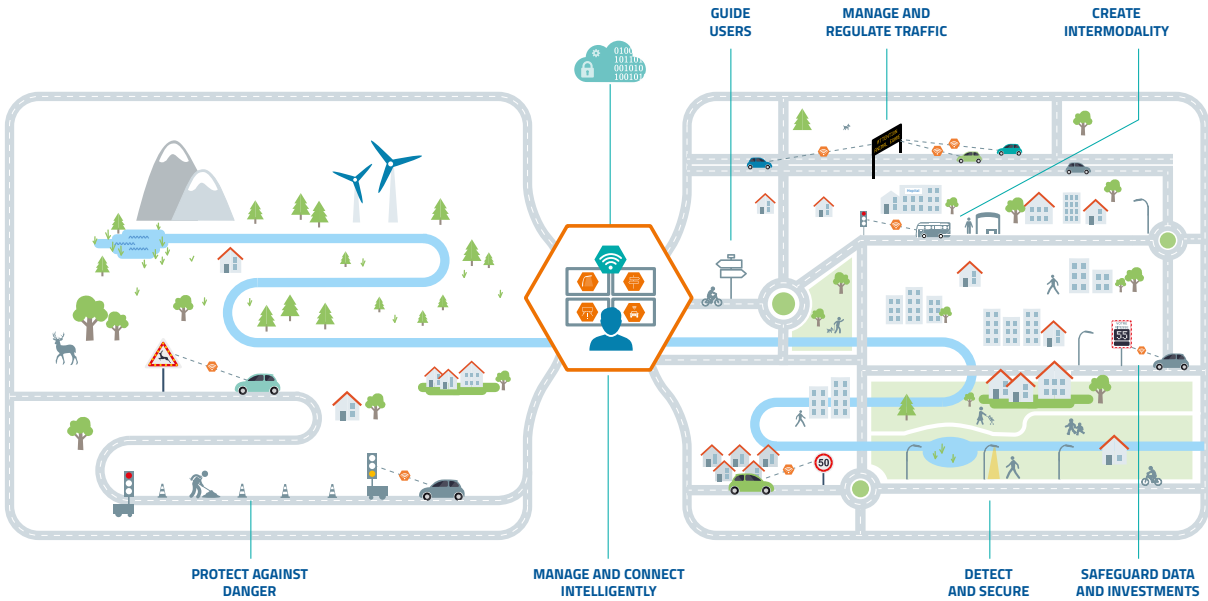 GUIDE
USERS
MANAGE AND
REGULATE TRAFFIC
CREATE
INTERMODALITY
0100
10110
001010
100101
55
50
PROTECT AGAINST
DANGER
MANAGE AND CONNECT
INTELLIGENTLY
DETECT
AND SECURE
SAFEGUARD DATA
AND INVESTMENTS